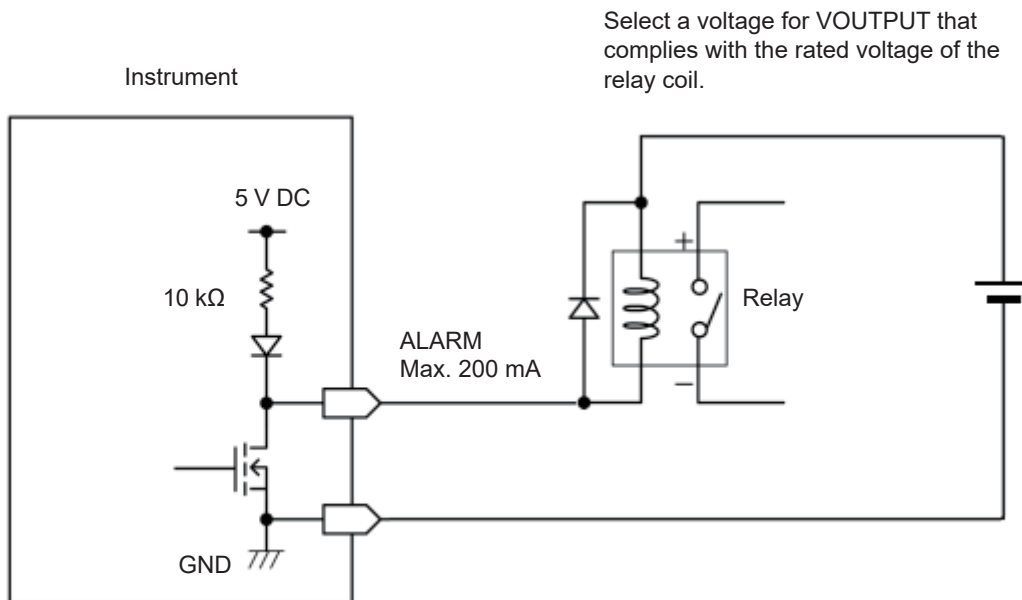 Select a voltage for VOUTPUT that
complies with the rated voltage of the
relay coil.
Instrument
5 V DC
10 kΩ
ALARM
Max. 200 mA
+
Relay
−
GND